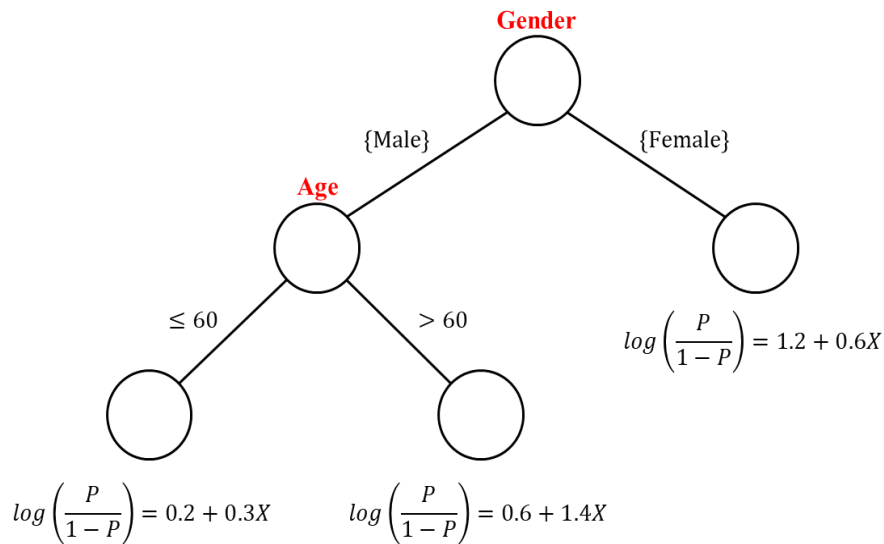 Gender
{Male}
{Female}
Age
≤ 60
> 60
log(P/(1 − P)) = 1.2 + 0.6X
log(P/(1 − P)) = 0.2 + 0.3X
log(P/(1 − P)) = 0.6 + 1.4X